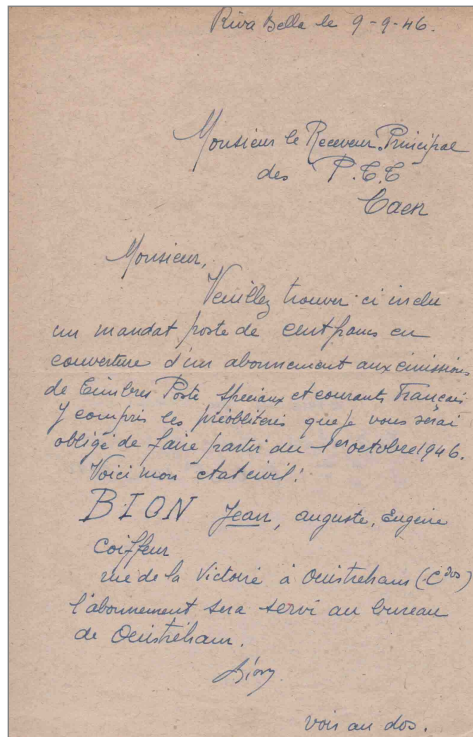 Riva Bella le 9-9-46.
Monsieur le Receveur Principal
des P.T.T
Caen
Monsieur,
Veuillez trouver ci inclu
un mandat poste de cent francs en
couverture d'un abonnement aux émissions
de Timbres Poste Spéciaux et courants Français
Y compris les préoblitérés que je vous serai
obligé de faire partir du 1er octobre 1946.
Voici mon état civil:
BION Jean, auguste, Eugène
Coiffeur
rue de la Victoire à Ouistreham (Cdos)
l'abonnement sera servi au bureau
de Ouistreham.
Bion
voir au dos.